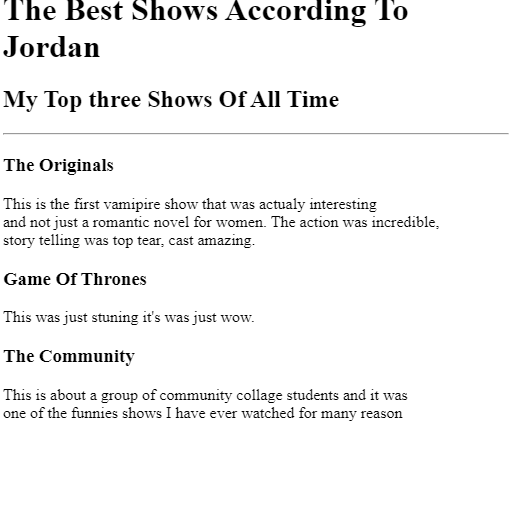 The Best Shows According To
Jordan
My Top three Shows Of All Time
The Originals
This is the first vamipire show that was actualy interesting
and not just a romantic novel for women. The action was incredible,
story telling was top tear, cast amazing.
Game Of Thrones
This was just stuning it's was just wow.
The Community
This is about a group of community collage students and it was
one of the funnies shows I have ever watched for many reason